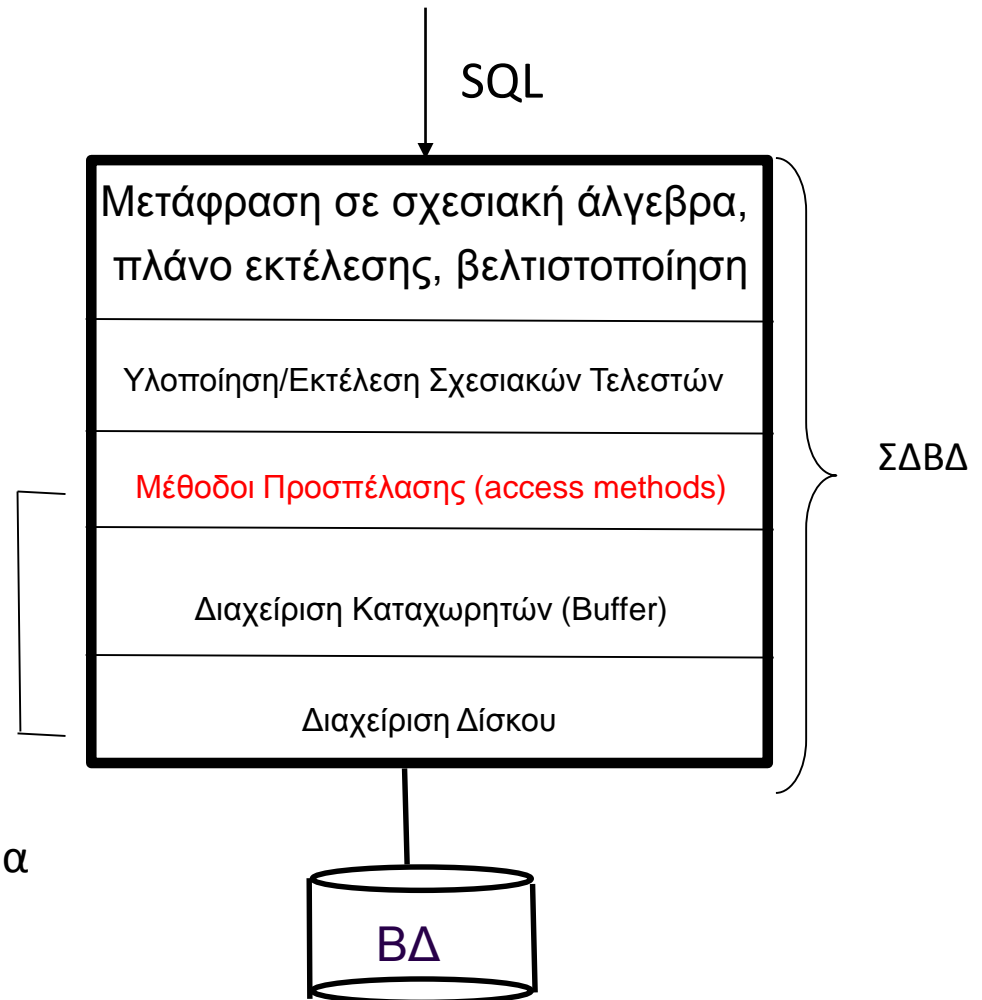 SQL
Μετάφραση σε σχεσιακή άλγεβρα,
πλάνο εκτέλεσης, βελτιστοποίηση
Υλοποίηση/Εκτέλεση Σχεσιακών Τελεστών
Μέθοδοι Προσπέλασης (access methods)
ΣΔΒΔ
Διαχείριση Καταχωρητών (Buffer)
Διαχείριση Δίσκου
α
ΒΔ